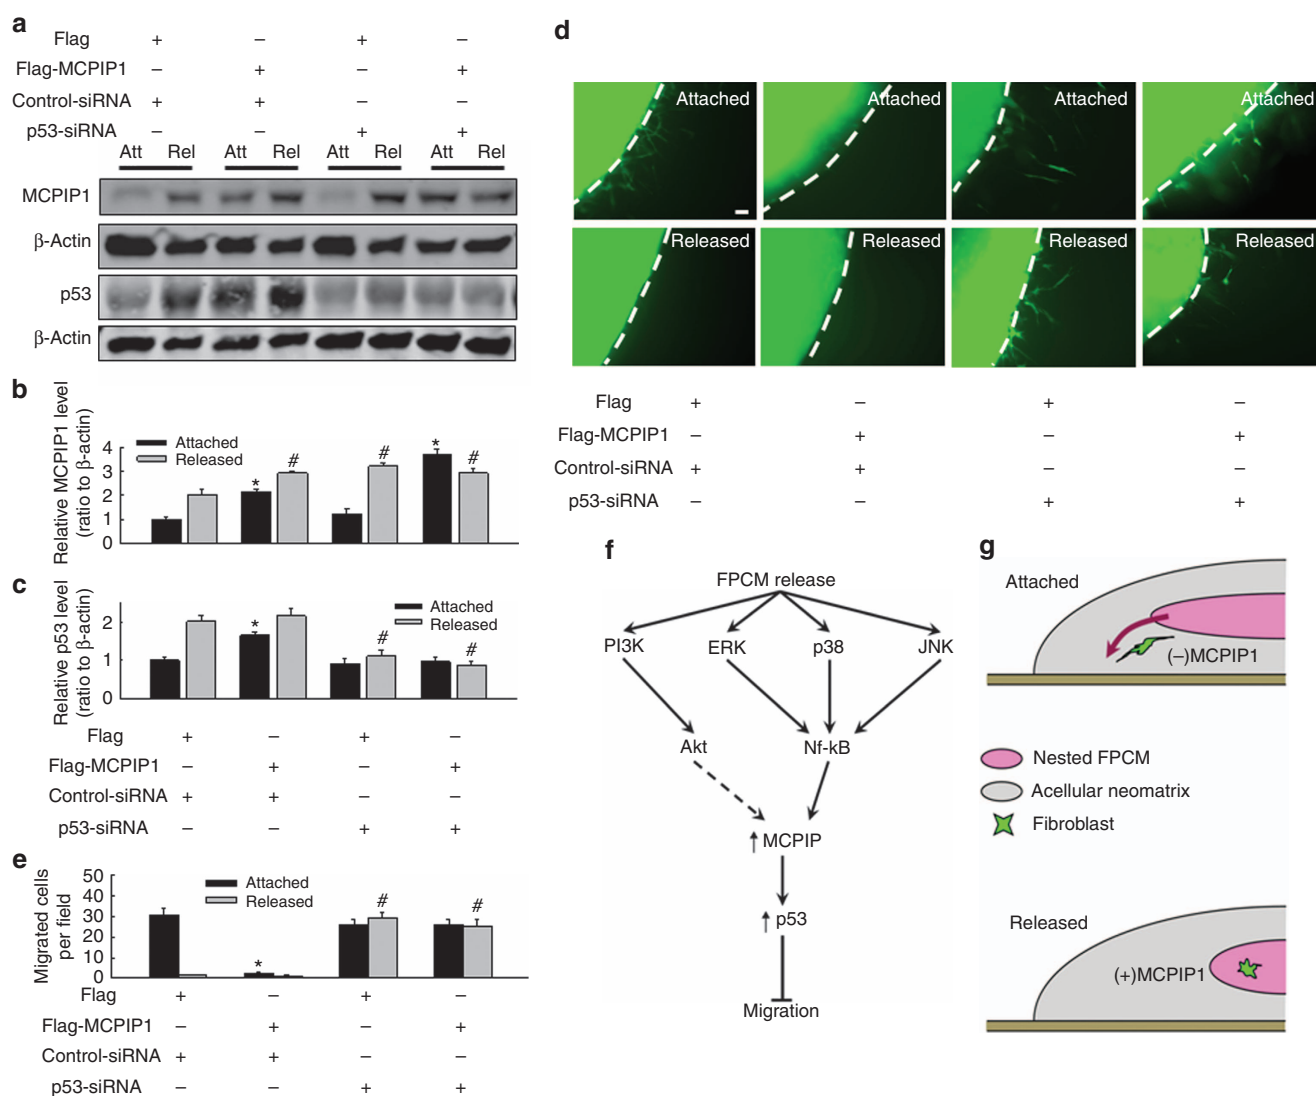 a
Flag + – + –
Flag-MCPIP1 – + – +
Control-siRNA + + – –
p53-siRNA – – + +
Att Rel Att Rel Att Rel Att Rel
MCPIP1
β-Actin
p53
β-Actin
b
Relative MCPIP1 level
(ratio to β-actin)
4
3
2
1
0
Attached
Released
* # # * #
c
Relative p53 level
(ratio to β-actin)
2
1
0
Attached
Released
* # #
Flag + – + –
Flag-MCPIP1 – + – +
Control-siRNA + + – –
p53-siRNA – – + +
e
Migrated cells
per field
50
40
30
20
10
0
Attached
Released
* # #
Flag + – + –
Flag-MCPIP1 – + – +
Control-siRNA + + – –
p53-siRNA – – + +
d
Attached Attached Attached Attached
Released Released Released Released
Flag + – + –
Flag-MCPIP1 – + – +
Control-siRNA + + – –
p53-siRNA – – + +
f
FPCM release
PI3K ERK p38 JNK
Akt Nf-kB
MCPIP
p53
Migration
g
Attached
(–)MCPIP1
Nested FPCM
Acellular neomatrix
Fibroblast
Released
(+)MCPIP1